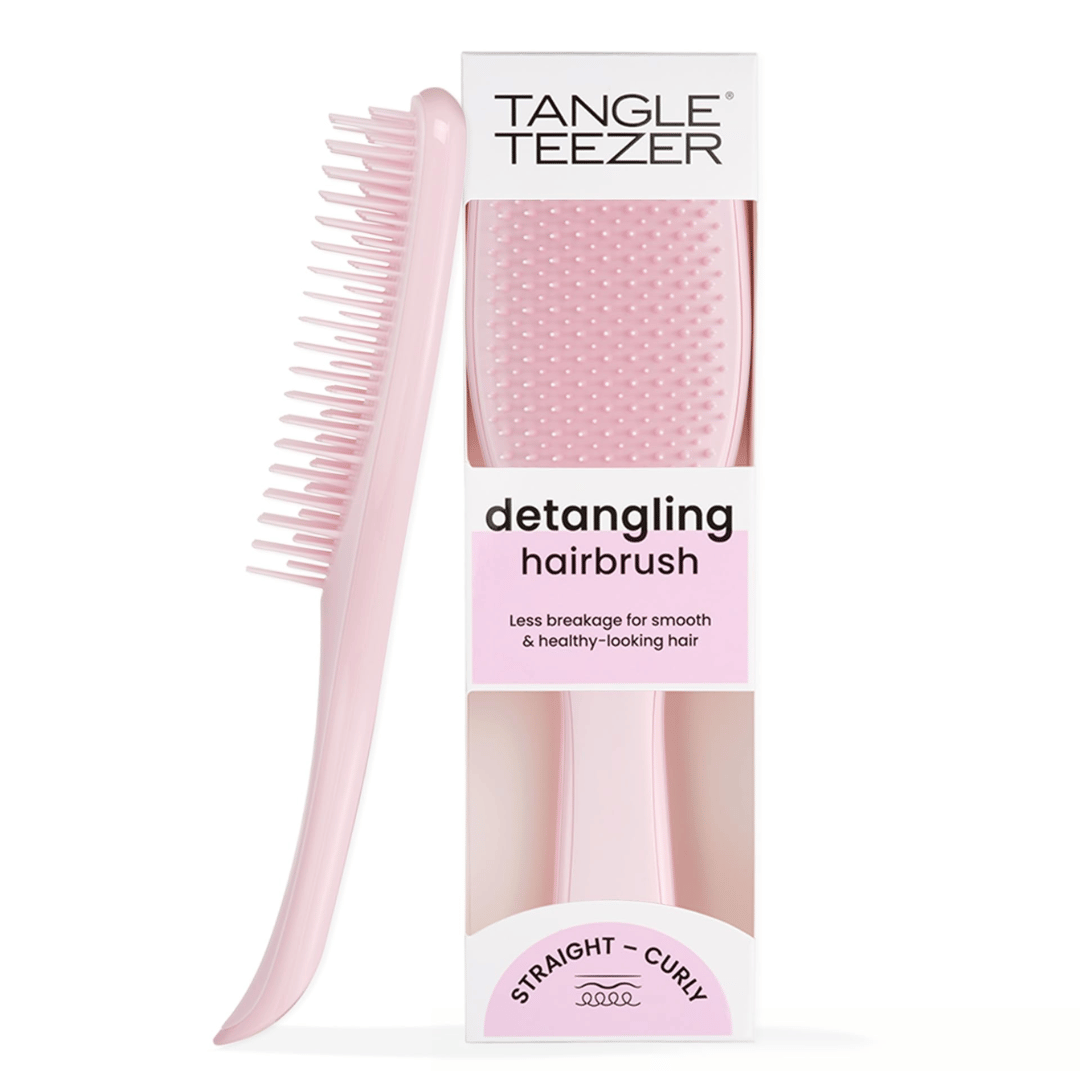 TANGLE®
TEEZER
detangling
hairbrush
Less breakage for smooth
& healthy-looking hair
STRAIGHT – CURLY